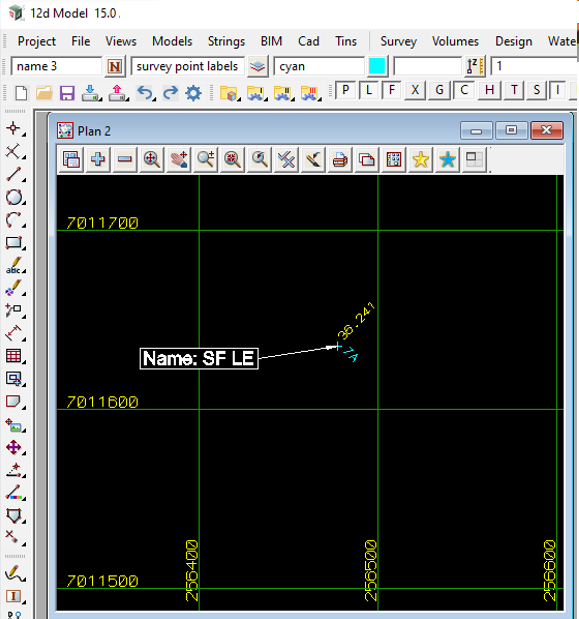 12d Model 15.0.
Project File Views Models Strings BIM Cad Tins Survey Volumes Design Wate
name 3 N survey point labels cyan 1
P L F X G C H T S I
Plan 2
7011700
36.241
Name: SF LE
7A
7011600
256400
256500
256600
7011500
abc